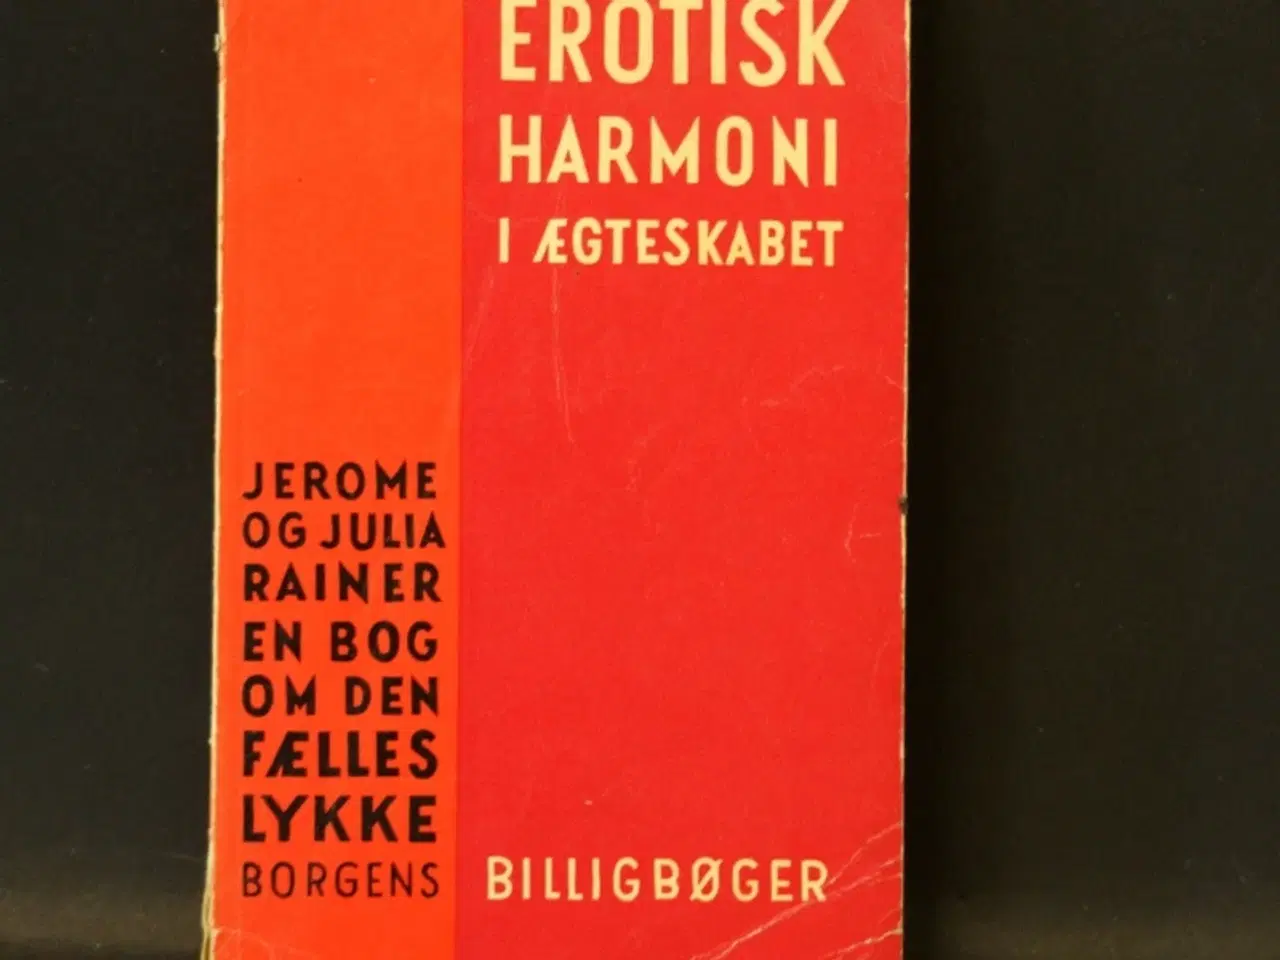 EROTISK
HARMONI
I ÆGTESKABET
JEROME
OG JULIA
RAINER
EN BOG
OM DEN
FÆLLES
LYKKE
BORGENS BILLIGBØGER